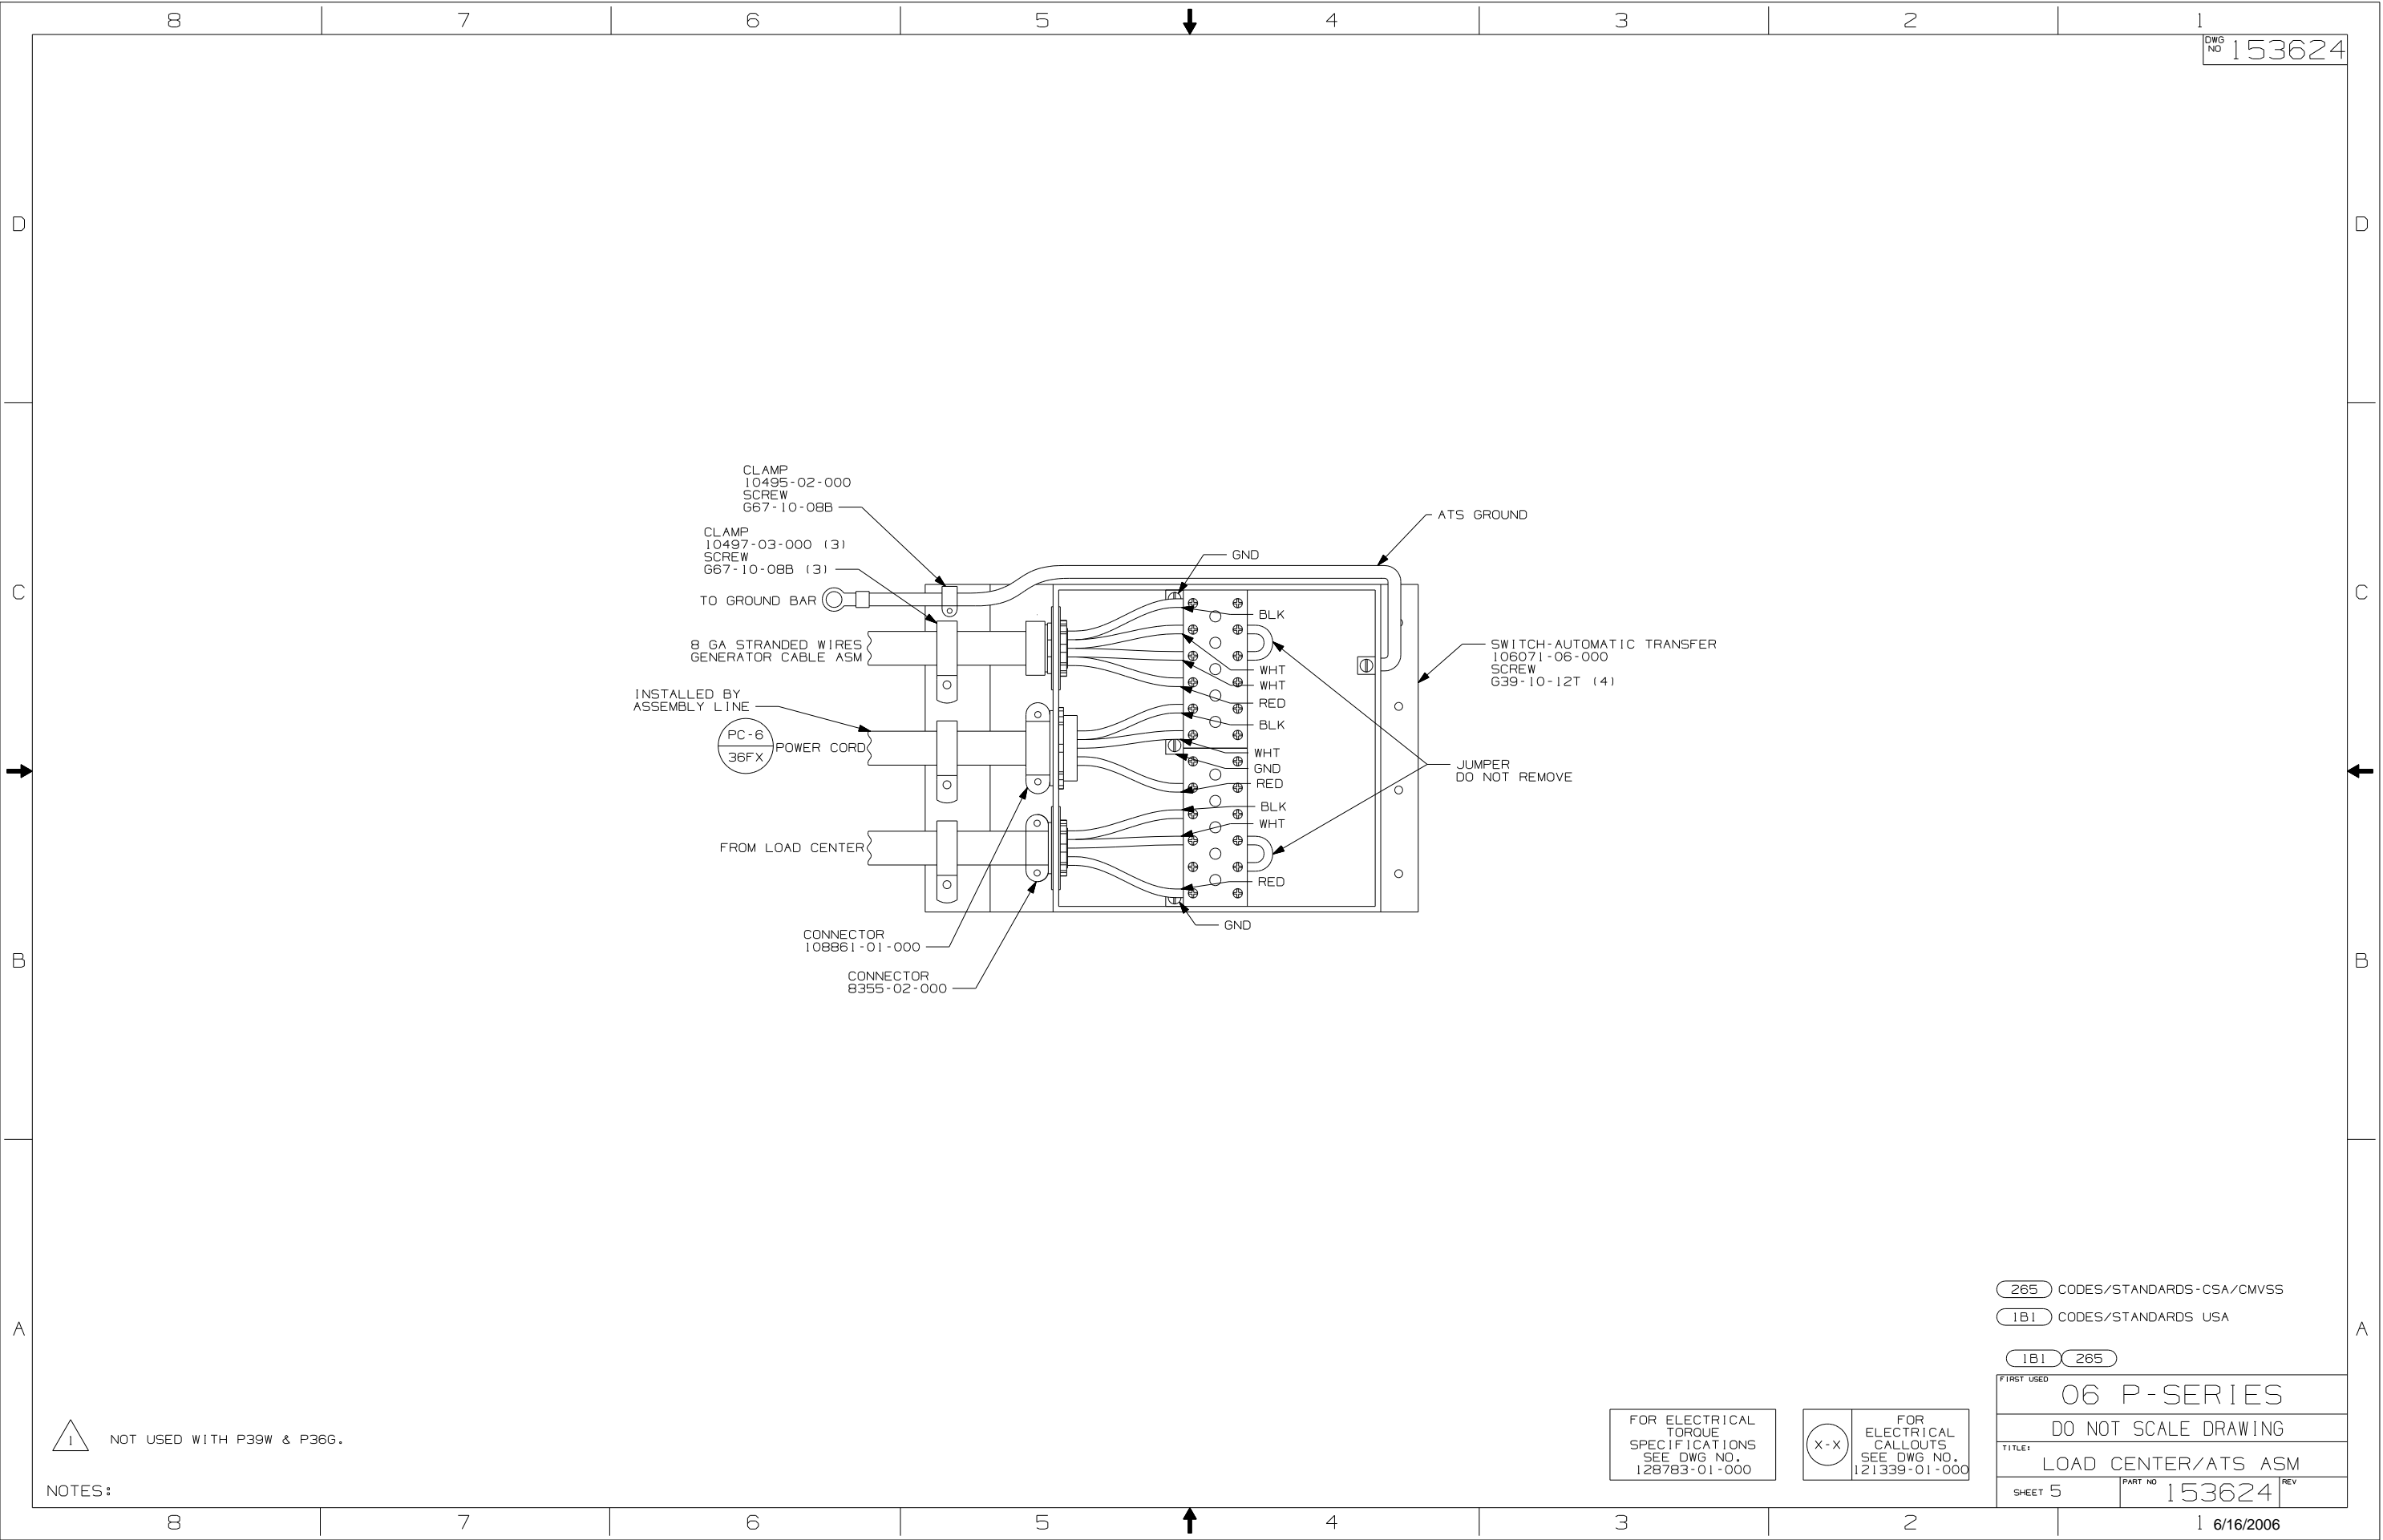 8 7 6 5 4 3 2 1
DWG
NO 153624
D D
CLAMP
10495-02-000
SCREW
G67-10-08B
CLAMP
10497-03-000 (3)
SCREW
G67-10-08B (3)
ATS GROUND
GND
C C
TO GROUND BAR
BLK
8 GA STRANDED WIRES
GENERATOR CABLE ASM
SWITCH-AUTOMATIC TRANSFER
106071-06-000
SCREW
G39-10-12T (4)
WHT
WHT
RED
INSTALLED BY
ASSEMBLY LINE
BLK
PC-6
36FX
POWER CORD
WHT
GND
RED
JUMPER
DO NOT REMOVE
BLK
WHT
FROM LOAD CENTER
RED
GND
CONNECTOR
108861-01-000
CONNECTOR
8355-02-000
B B
265 CODES/STANDARDS-CSA/CMVSS
1B1 CODES/STANDARDS USA
A A
1B1 265
FIRST USED
06 P-SERIES
DO NOT SCALE DRAWING
TITLE:
LOAD CENTER/ATS ASM
SHEET 5
PART NO 153624
REV
FOR ELECTRICAL
TORQUE
SPECIFICATIONS
SEE DWG NO.
128783-01-000
X-X
FOR
ELECTRICAL
CALLOUTS
SEE DWG NO.
121339-01-000
1 NOT USED WITH P39W & P36G.
NOTES:
8 7 6 5 4 3 2 1
6/16/2006